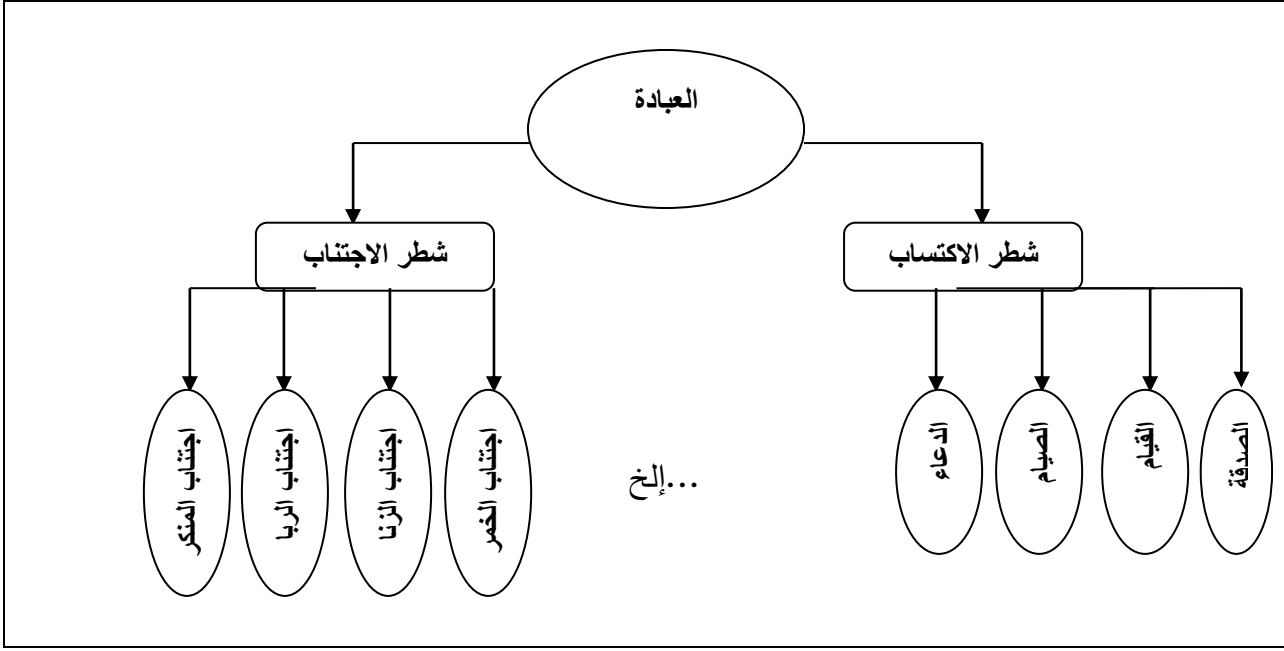 العبادة
شطر الاكتساب
شطر الاجتناب
الصدقة
القيام
الصيام
الدعاء
...إلخ
اجتناب الخمر
اجتناب الزنا
اجتناب الربا
اجتناب المنكر